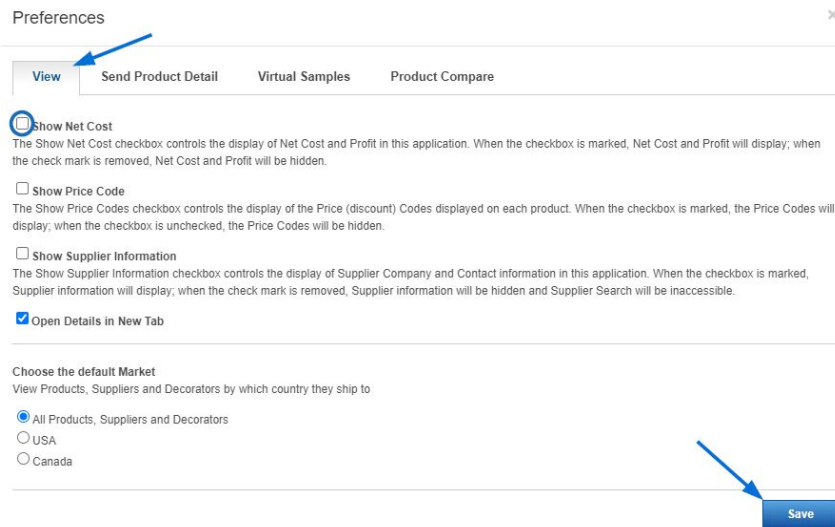 Preferences
View Send Product Detail Virtual Samples Product Compare
Show Net Cost
The Show Net Cost checkbox controls the display of Net Cost and Profit in this application. When the checkbox is marked, Net Cost and Profit will display; when
the check mark is removed, Net Cost and Profit will be hidden.
Show Price Code
The Show Price Codes checkbox controls the display of the Price (discount) Codes displayed on each product. When the checkbox is marked, the Price Codes will
display; when the checkbox is unchecked, the Price Codes will be hidden.
Show Supplier Information
The Show Supplier Information checkbox controls the display of Supplier Company and Contact information in this application. When the checkbox is marked,
Supplier information will display; when the check mark is removed, Supplier information will be hidden and Supplier Search will be inaccessible.
Open Details in New Tab
Choose the default Market
View Products, Suppliers and Decorators by which country they ship to
All Products, Suppliers and Decorators
USA
Canada
Save